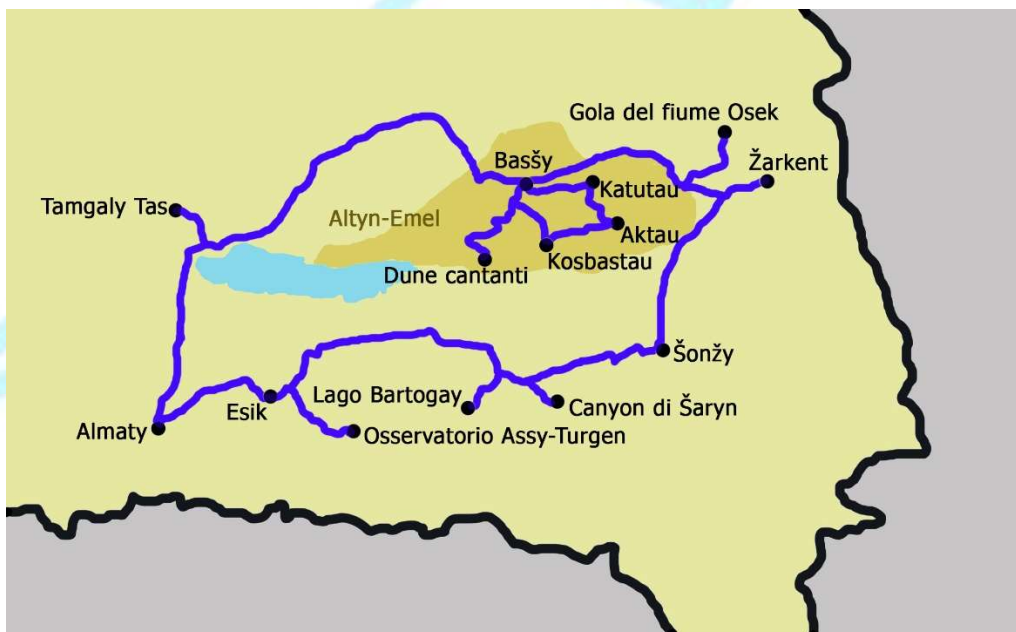 Gola del fiume Osek
Basšy
Žarkent
Katutau
Tamgaly Tas
Altyn-Emel
Aktau
Kosbastau
Dune cantanti
Šonžy
Lago Bartogay
Esik
Canyon di Šaryn
Almaty
Osservatorio Assy-Turgen